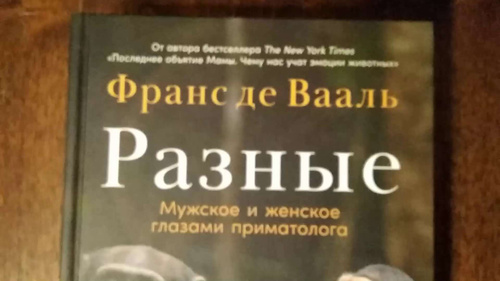 От автора бестселлера The New York Times
«Последнее объятие Мамы. Чему нас учат эмоции животных»
Франс де Вааль
Разные
Мужское и женское
глазами приматолога